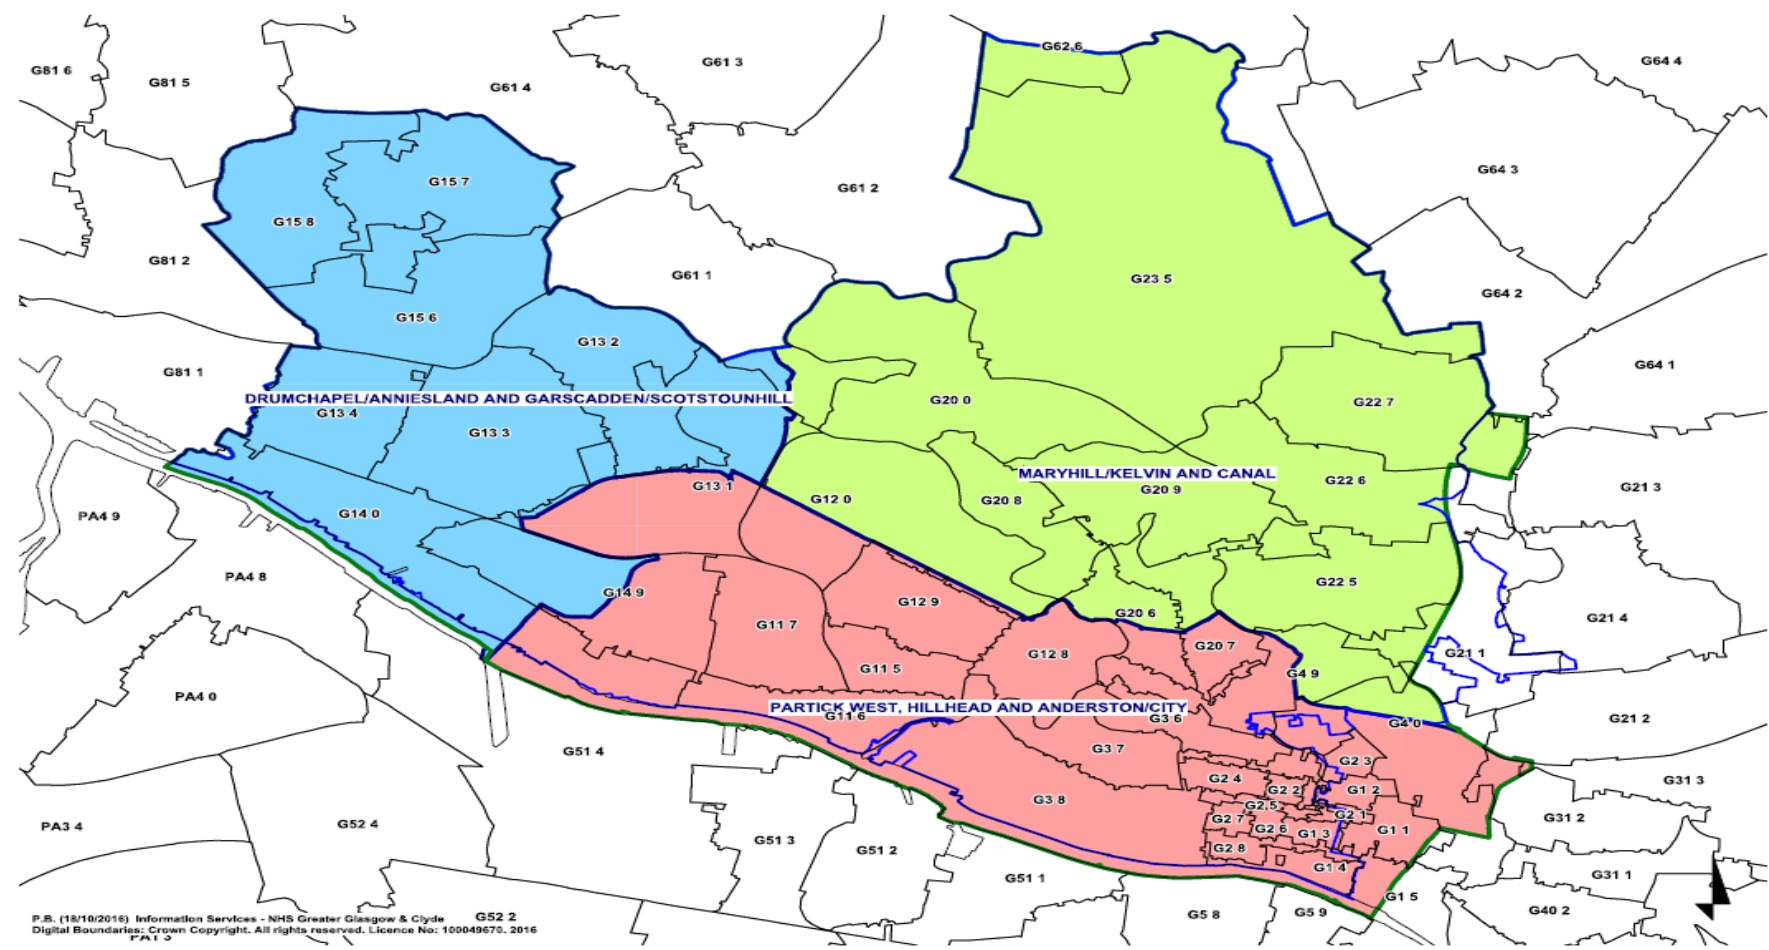 G62 6
G61 3
G64 4
G81 6
G81 5
G61 4
G64 3
G15 7
G61 2
G15 8
G81 2
G61 1
G23 5
G64 2
G15 6
G13 2
G64 1
G81 1
DRUMCHAPEL/ANNIESLAND AND GARSCADDEN/SCOTSTOUNHILL
G20 0
G22 7
G13 4
G13 3
MARYHILL/KELVIN AND CANAL
G22 6
G13 1
G20 9
G21 3
G12 0
G20 8
PA4 9
G14 0
PA4 8
G22 5
G14 9
G12 9
G20 6
G21 4
G11 7
G20 7
G12 8
G21 1
G11 5
G4 9
PA4 0
PARTICK WEST, HILLHEAD AND ANDERSTON/CITY
G11 6
G3 6
G4 0
G21 2
G51 4
G3 7
G2 3
G2 4
G31 3
G2 2
G1 2
G3 8
G2 5
G2 1
G31 2
G2 7
PA3 4
G52 4
G2 6
G1 3
G1 1
G51 3
G51 2
G2 8
G1 4
G31 1
G51 1
G1 5
G40 2
G5 8
G5 9
G52 2
P.B. (18/10/2016) Information Services - NHS Greater Glasgow & Clyde
Digital Boundaries: Crown Copyright. All rights reserved. Licence No: 100049670. 2016